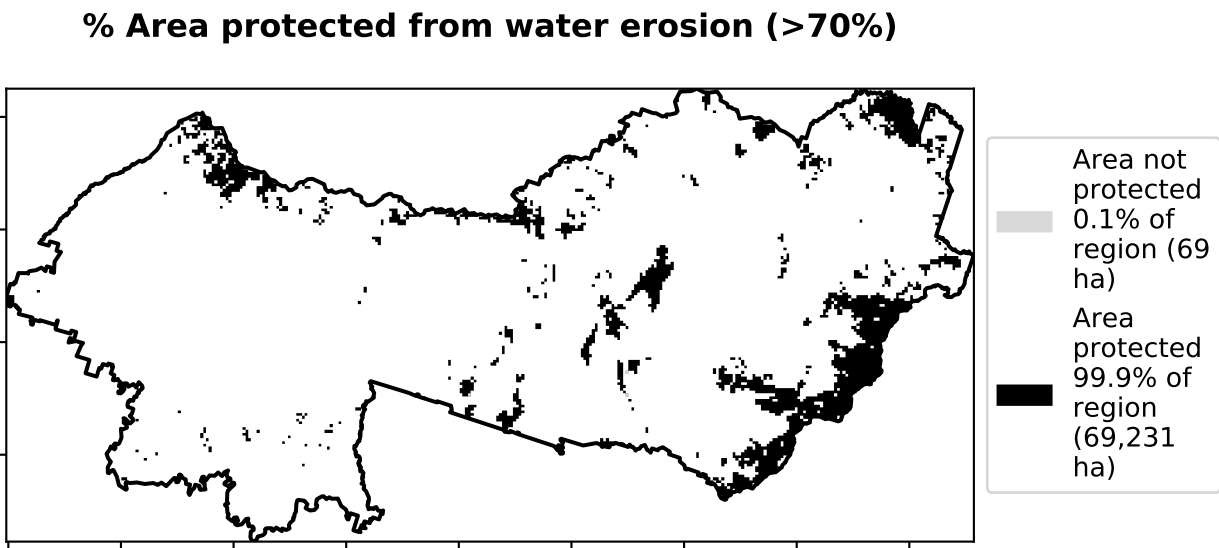 % Area protected from water erosion (>70%)
Area not
protected
0.1% of
region (69
ha)
Area
protected
99.9% of
region
(69,231
ha)